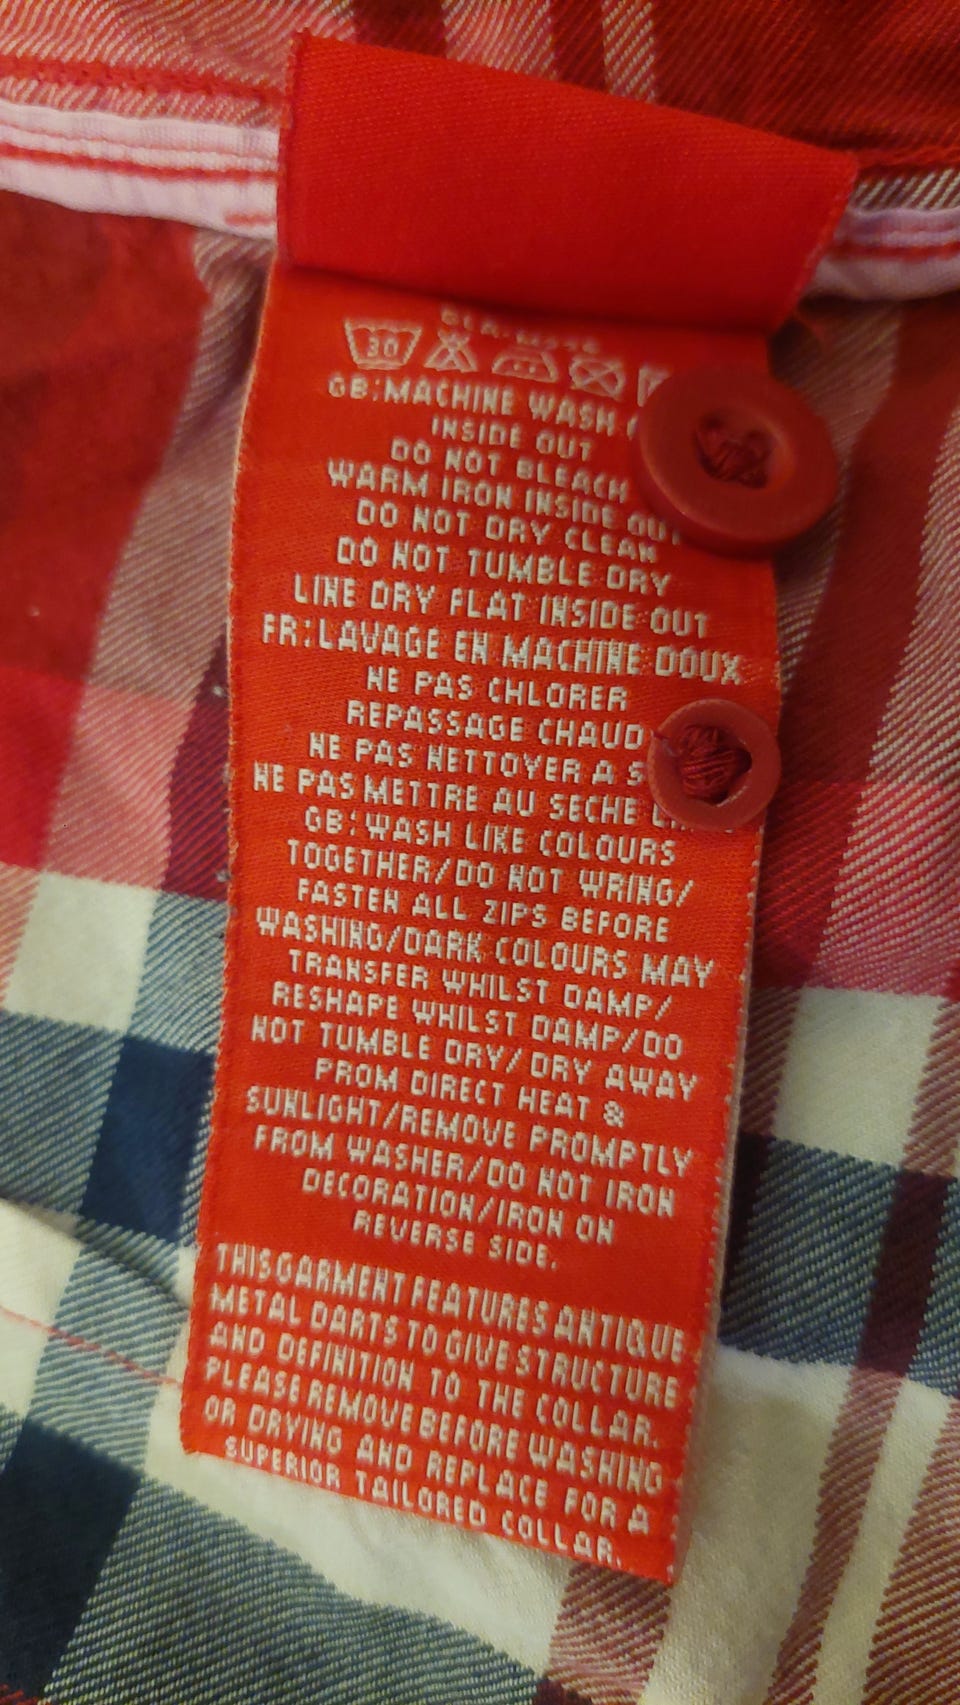 30
GB:MACHINE WASH
INSIDE OUT
DO NOT BLEACH
WARM IRON INSIDE OUT
DO NOT DRY CLEAN
DO NOT TUMBLE DRY
LINE DRY FLAT INSIDE OUT
FR:LAVAGE EN MACHINE DOUX
NE PAS CHLORER
REPASSAGE CHAUD
NE PAS NETTOYER A S
NE PAS METTRE AU SECHE
GB:WASH LIKE COLOURS
TOGETHER/DO NOT WRING/
FASTEN ALL ZIPS BEFORE
WASHING/DARK COLOURS MAY
TRANSFER WHILST DAMP/
RESHAPE WHILST DAMP/DO
NOT TUMBLE DRY/DRY AWAY
FROM DIRECT HEAT &
SUNLIGHT/REMOVE PROMPTLY
FROM WASHER/DO NOT IRON
DECORATION/IRON ON
REVERSE SIDE.
THIS GARMENT FEATURES ANTIQUE
METAL DARTS TO GIVE STRUCTURE
AND DEFINITION TO THE COLLAR.
PLEASE REMOVE BEFORE WASHING
OR DRYING AND REPLACE FOR A
SUPERIOR TAILORED COLLAR.